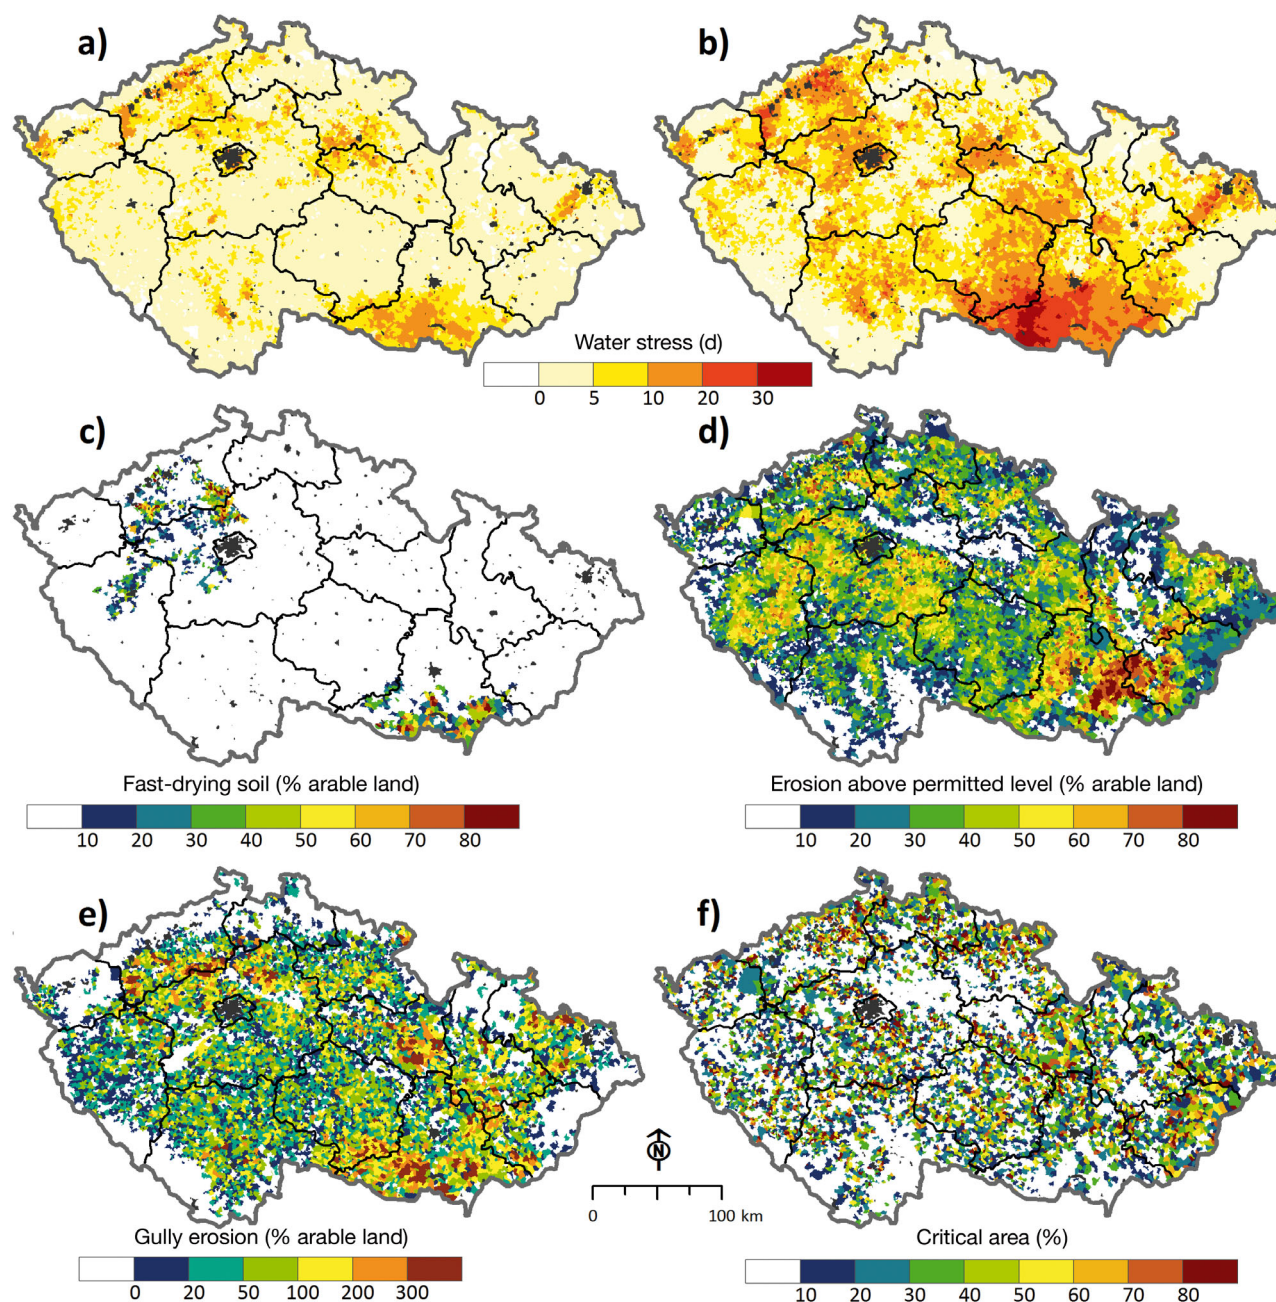 a)
b)
Water stress (d)
0 5 10 20 30
c)
d)
Fast-drying soil (% arable land)
10 20 30 40 50 60 70 80
Erosion above permitted level (% arable land)
10 20 30 40 50 60 70 80
e)
f)
N
0 100 km
Gully erosion (% arable land)
0 20 50 100 200 300
Critical area (%)
10 20 30 40 50 60 70 80